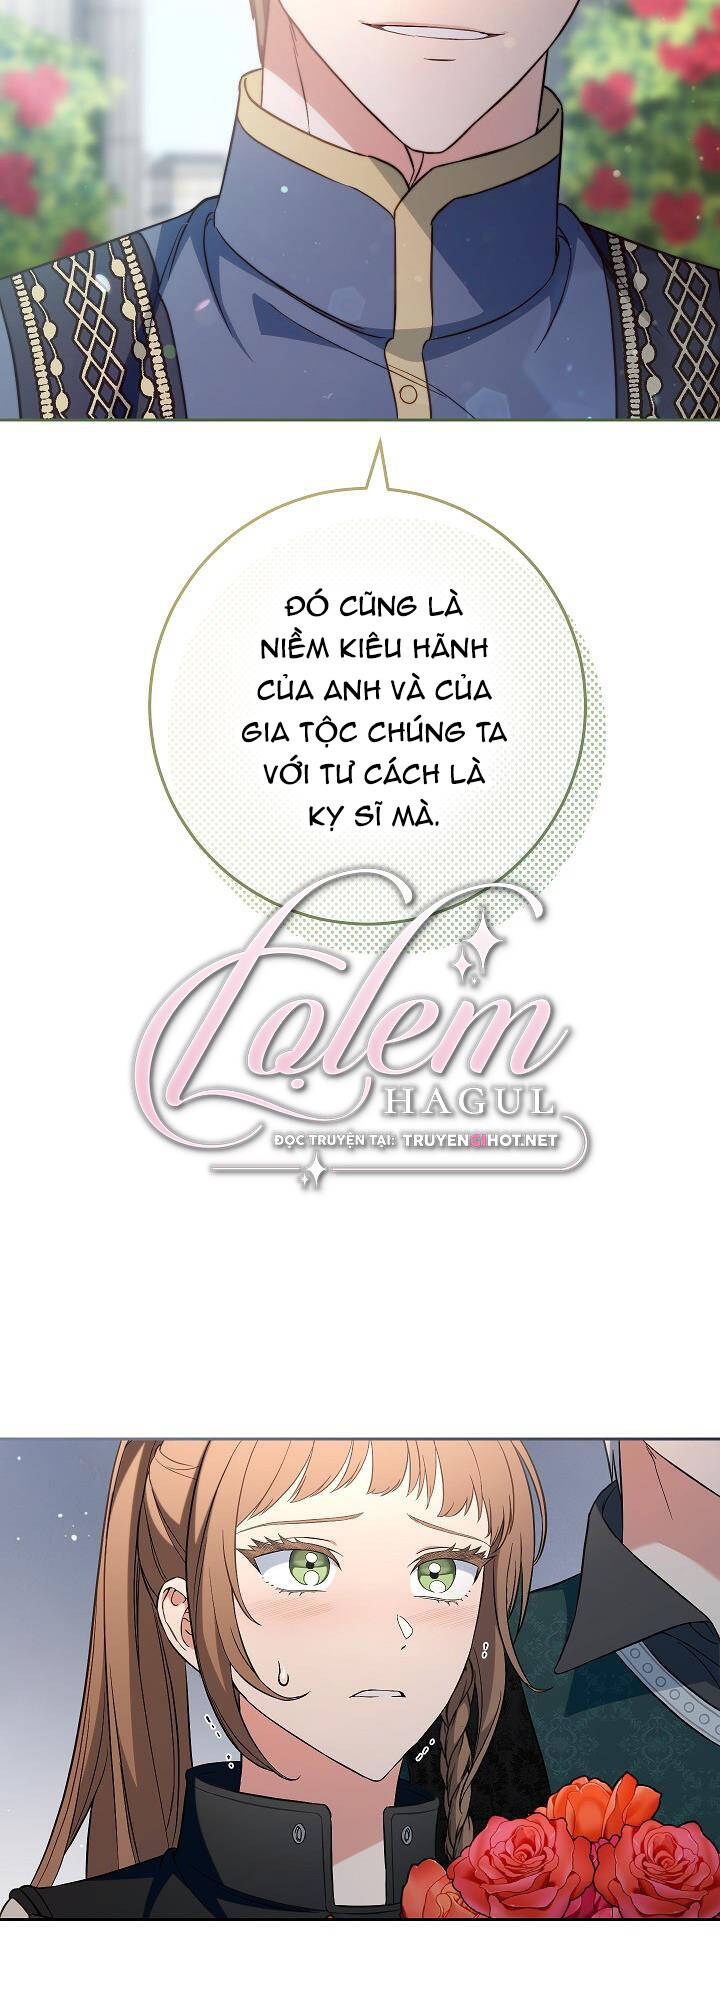 ĐÓ CŨNG LÀ
NIỀM KIÊU HÃNH
CỦA ANH VÀ CỦA
GIA TỘC CHÚNG TA
VỚI TƯ CÁCH LÀ
KỴ SĨ MÀ.
Lọlem
HAGUL
ĐỌC TRUYỆN TẠI: TRUYENGIHOT.NET